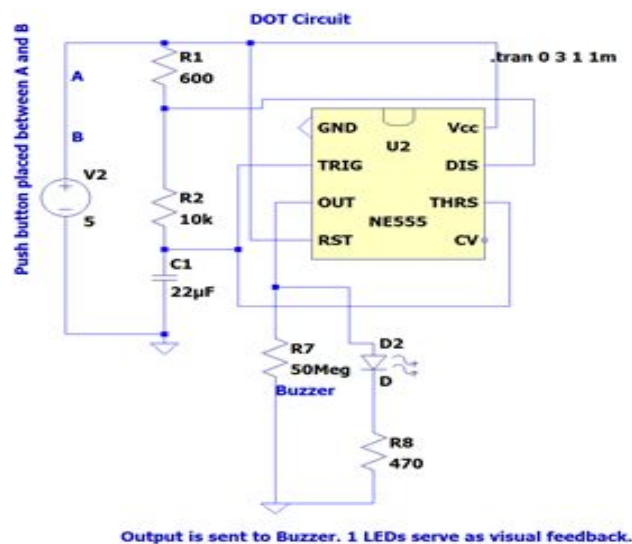 DOT Circuit
Push button placed between A and B
A
B
R1
600
.tran 0 3 1 1m
GND
Vcc
U2
TRIG
DIS
OUT
THRS
NE555
RST
CV
V2
5
R2
10k
C1
22µF
R7
50Meg
Buzzer
D2
D
R8
470
Output is sent to Buzzer. 1 LEDs serve as visual feedback.